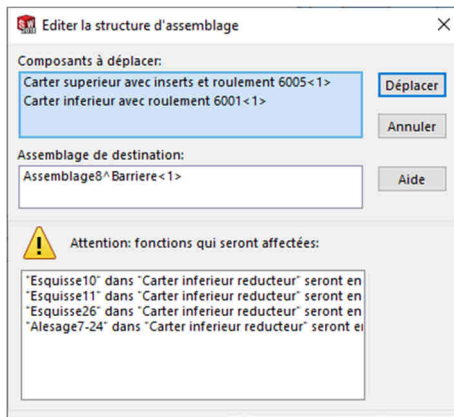 Editer la structure d'assemblage
Composants à déplacer:
Carter superieur avec inserts et roulement 6005<1>
Carter inferieur avec roulement 6001<1>
Déplacer
Annuler
Assemblage de destination:
Assemblage8^Barriere<1>
Aide
Attention: fonctions qui seront affectées:
"Esquisse10" dans "Carter inferieur reducteur" seront en
"Esquisse11" dans "Carter inferieur reducteur" seront en
"Esquisse26" dans "Carter inferieur reducteur" seront en
"Alesage7-24" dans "Carter inferieur reducteur" seront e